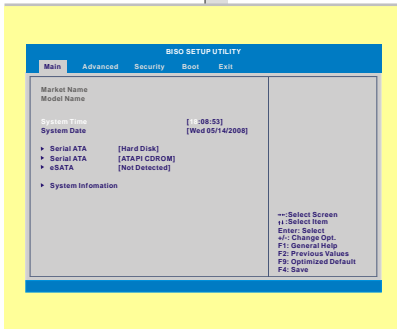 BISO SETUP UTILITY
Main Advanced Security Boot Exit
Market Name
Model Name
System Time [ :08:53]
System Date [Wed 05/14/2008]
Serial ATA [Hard Disk]
Serial ATA [ATAPI CDROM]
eSATA [Not Detected]
System Infomation
:Select Screen
↑↓:Select Item
Enter: Select
+/-: Change Opt.
F1: General Help
F2: Previous Values
F9: Optimized Default
F4: Save